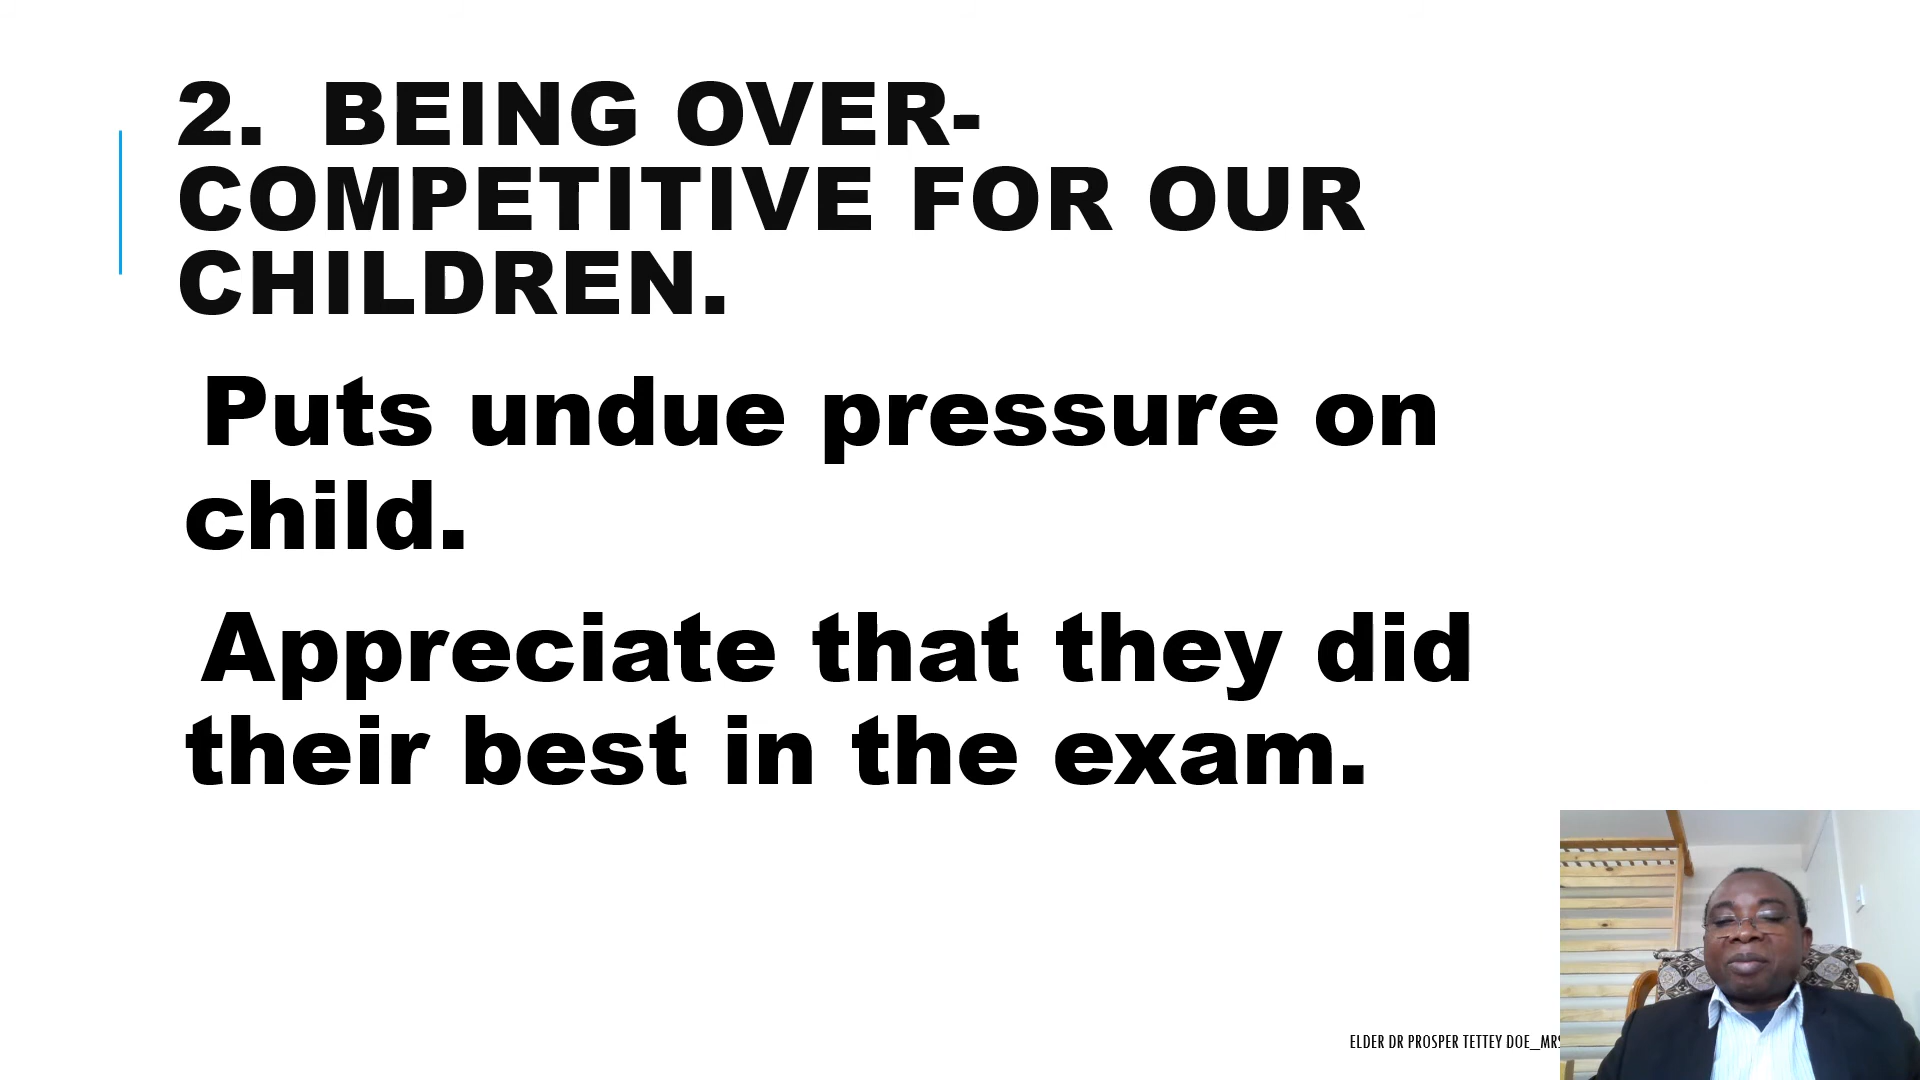 2. BEING OVER-
COMPETITIVE FOR OUR
CHILDREN.
Puts undue pressure on
child.
Appreciate that they did
their best in the exam.
ELDER DR PROSPER TETTEY DOE_MRS